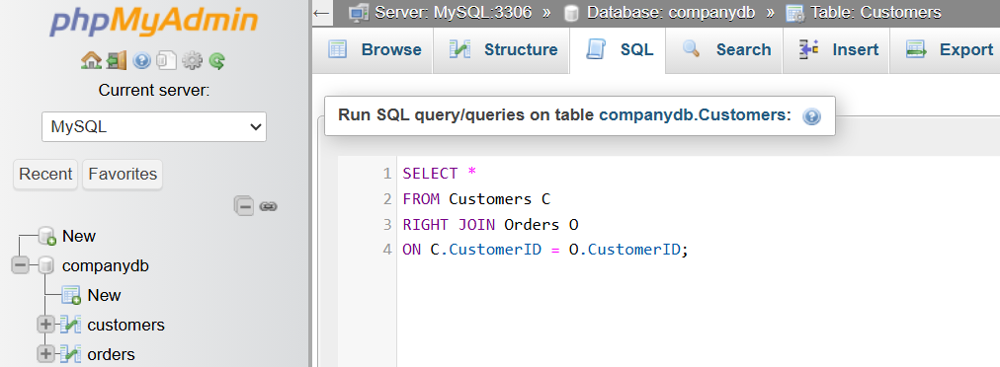 phpMyAdmin
Current server:
MySQL
Recent Favorites
New
companydb
New
customers
orders
← Server: MySQL:3306 » Database: companydb » Table: Customers
Browse Structure SQL Search Insert Export
Run SQL query/queries on table companydb.Customers:
1 SELECT *
2 FROM Customers C
3 RIGHT JOIN Orders O
4 ON C.CustomerID = O.CustomerID;